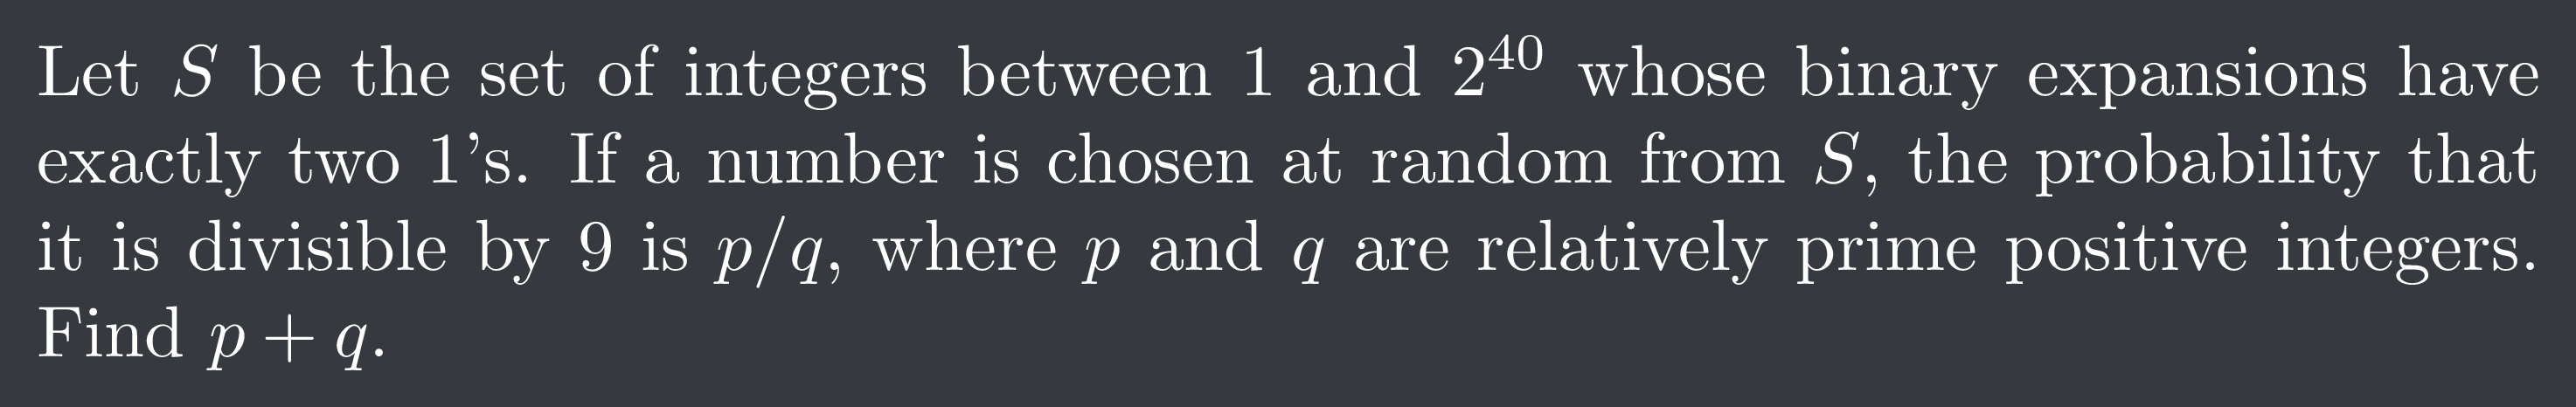 Let S be the set of integers between 1 and 2^{40} whose binary expansions have
exactly two 1’s. If a number is chosen at random from S, the probability that
it is divisible by 9 is p/q, where p and q are relatively prime positive integers.
Find p + q.